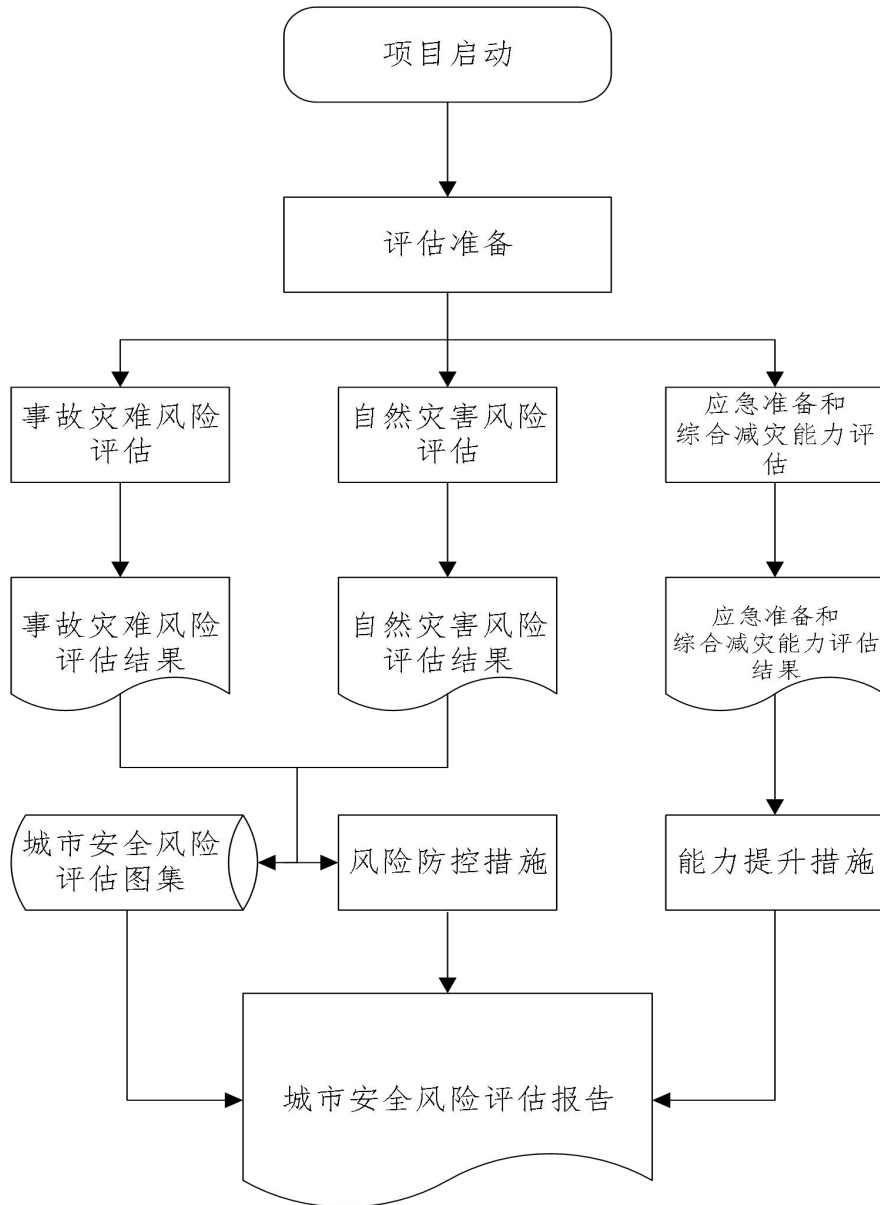 项目启动
评估准备
事故灾难风险
评估
自然灾害风险
评估
应急准备和
综合减灾能力评
估
事故灾难风险
评估结果
自然灾害风险
评估结果
应急准备和
综合减灾能力评估
结果
城市安全风险
评估图集
风险防控措施
能力提升措施
城市安全风险评估报告